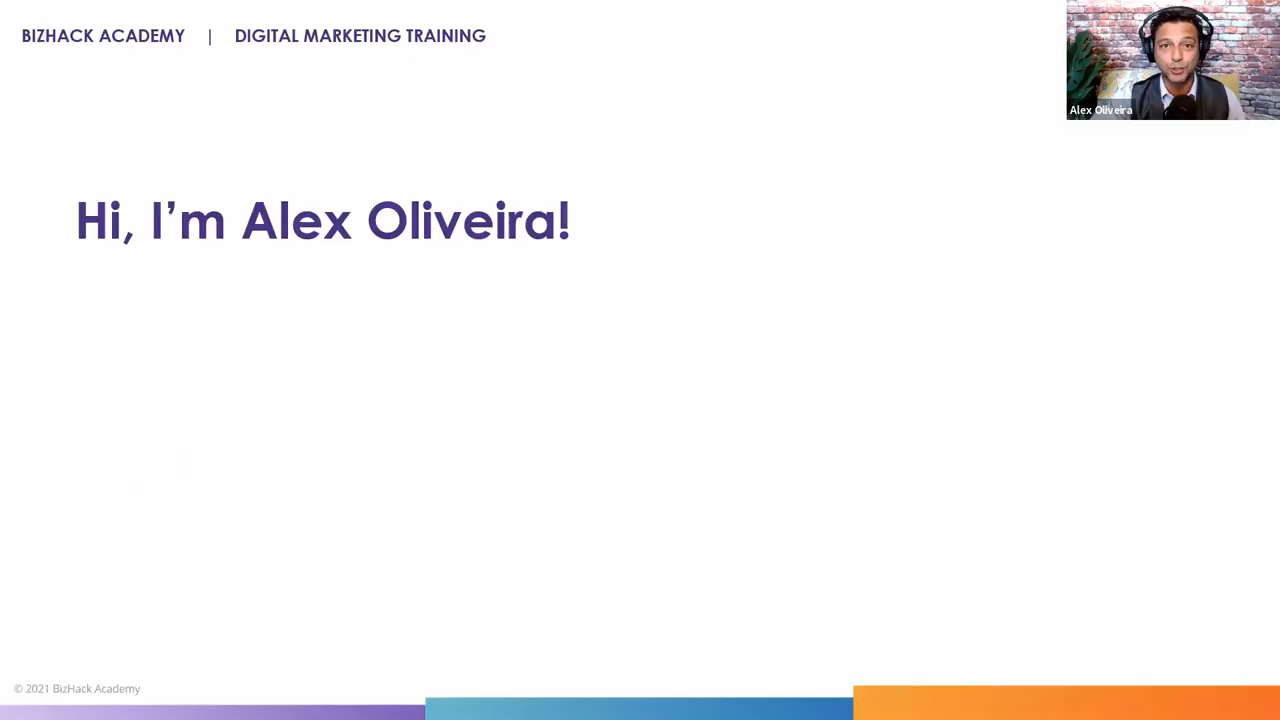 BIZHACK ACADEMY | DIGITAL MARKETING TRAINING
Alex Oliveira
Hi, I’m Alex Oliveira!
© 2021 BizHack Academy